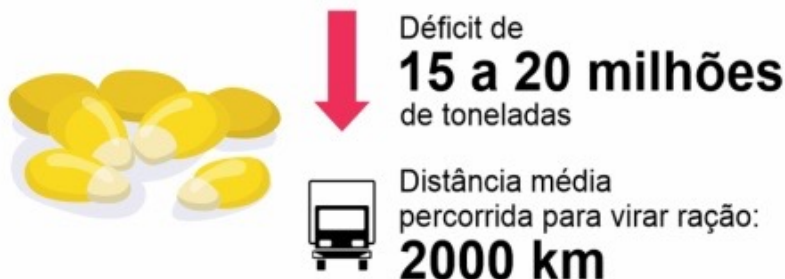 Déficit de
15 a 20 milhões
de toneladas
Distância média
percorrida para virar ração:
2000 km